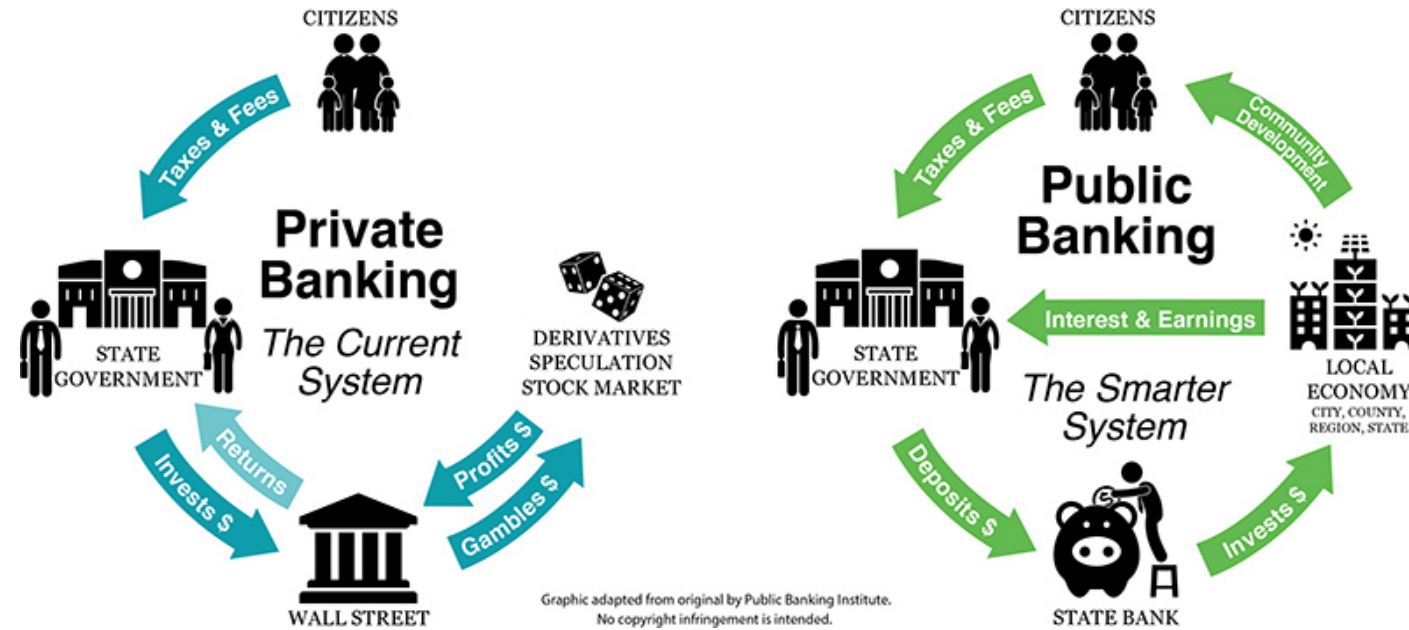 CITIZENS
Taxes & Fees
Private
Banking
The Current
System
STATE
GOVERNMENT
DERIVATIVES
SPECULATION
STOCK MARKET
Invests $
Returns
Profits $
Gambles $
WALL STREET
CITIZENS
Taxes & Fees
Community
Development
Public
Banking
Interest & Earnings
STATE
GOVERNMENT
The Smarter
System
LOCAL
ECONOMY
CITY, COUNTY,
REGION, STATE
Deposits $
Invests $
STATE BANK
Graphic adapted from original by Public Banking Institute.
No copyright infringement is intended.